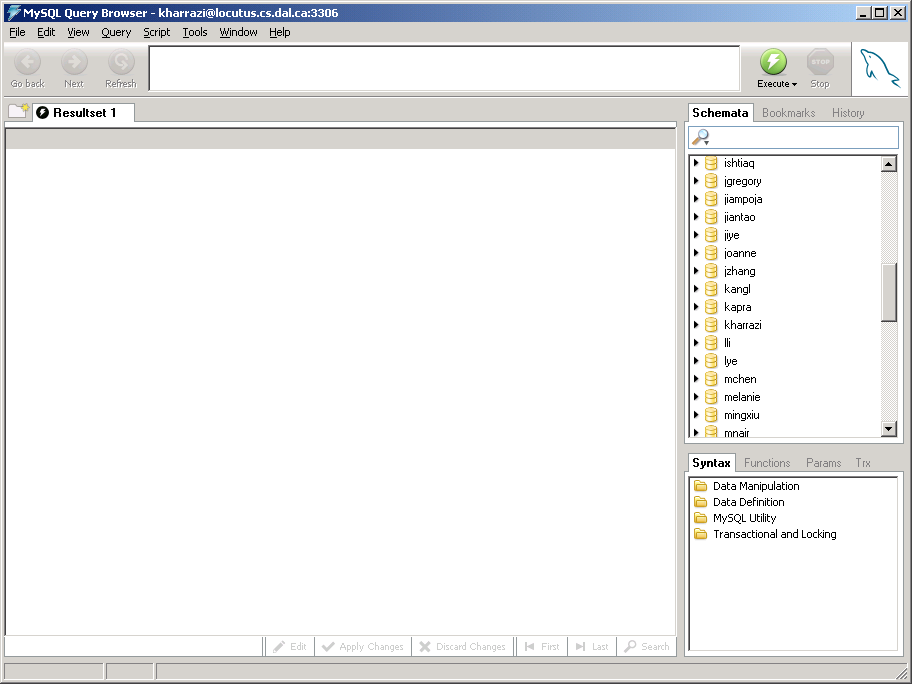 MySQL Query Browser - kharrazi@locutus.cs.dal.ca:3306
File Edit View Query Script Tools Window Help
Go back Next Refresh Execute STOP Stop
Resultset 1
Schemata Bookmarks History
ishtiaq
jgregory
jiampoja
jiantao
jiye
joanne
jzhang
kangl
kapra
kharrazi
lli
lye
mchen
melanie
mingxiu
mnair
Syntax Functions Params Trx
Data Manipulation
Data Definition
MySQL Utility
Transactional and Locking
Edit Apply Changes Discard Changes First Last Search